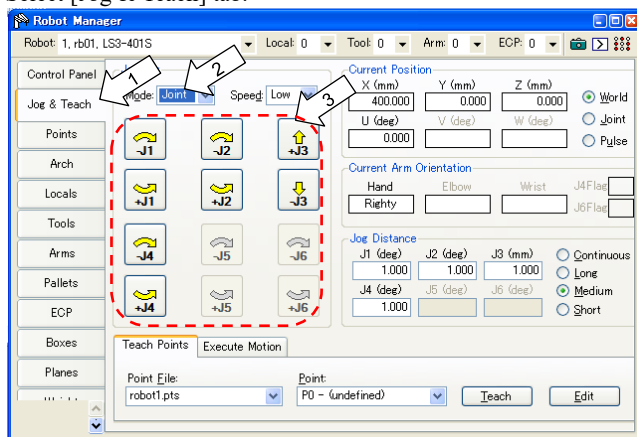 Robot Manager
Robot: 1, rb01, LS3-401S Local: 0 Tool: 0 Arm: 0 ECP: 0
Control Panel
Jog & Teach
Points
Arch
Locals
Tools
Arms
Pallets
ECP
Boxes
Planes
1
2
3
Mode: Joint Speed: Low
-J1 -J2 +J3
+J1 +J2 -J3
-J4 -J5 -J6
+J4 +J5 +J6
Current Position
X (mm) Y (mm) Z (mm)
400.000 0.000 0.000
U (deg) V (deg) W (deg)
0.000
World
Joint
Pulse
Current Arm Orientation
Hand Elbow Wrist J4Flag
Righty
J6Flag
Jog Distance
J1 (deg) J2 (deg) J3 (mm)
1.000 1.000 1.000
J4 (deg) J5 (deg) J6 (deg)
1.000
Continuous
Long
Medium
Short
Teach Points Execute Motion
Point File: Point:
robot1.pts P0 - (undefined) Teach Edit